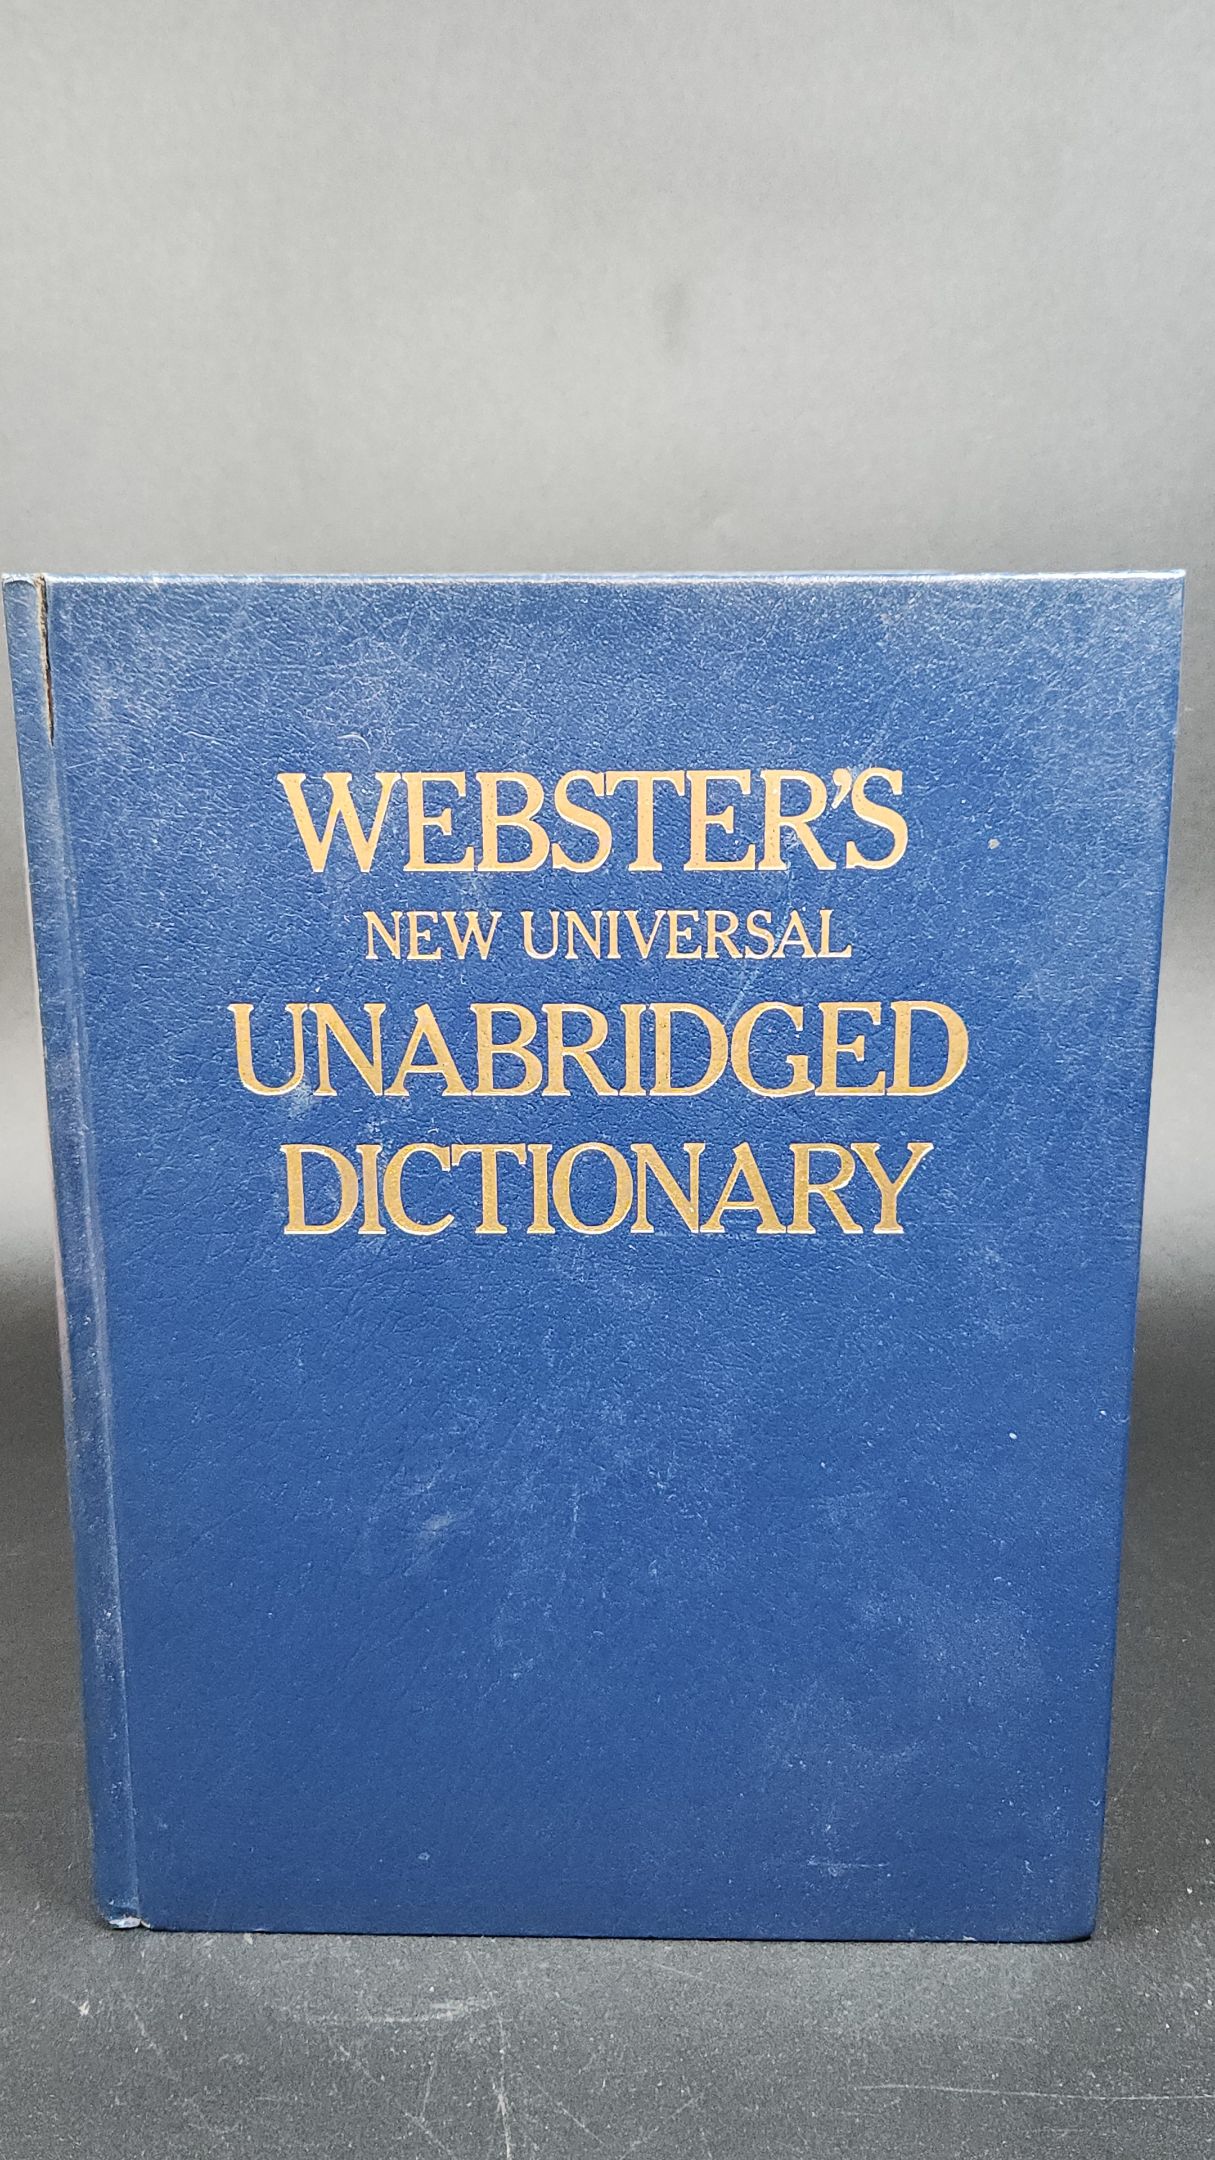 WEBSTER'S
NEW UNIVERSAL
UNABRIDGED
DICTIONARY